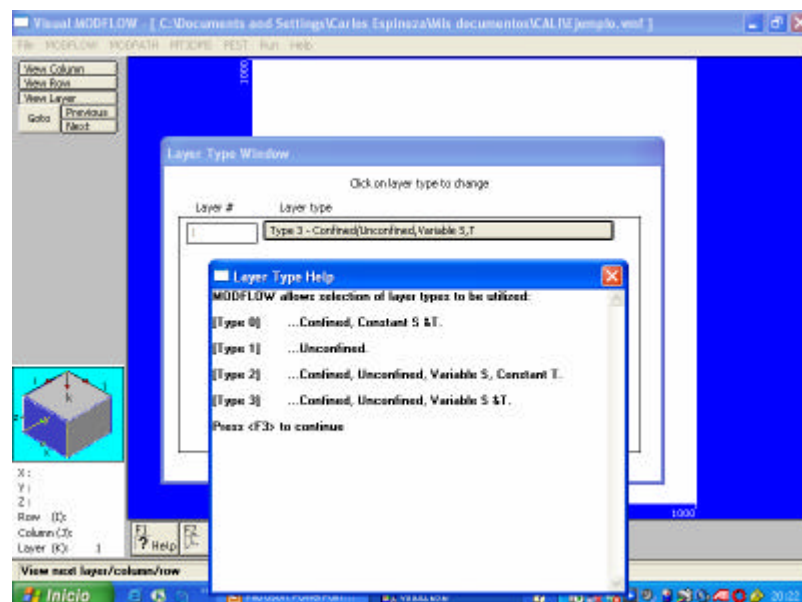 Visual MODFLOW - [ C:\Documents and Settings\Carlos Espinoza\Mis documentos\CALI\Ejemplo.vmf ]
File MODFLOW MODPATH MT3DMS PEST Run Help
View Column
View Row
View Layer
Goto
Previous
Next
1000
Layer Type Window
Click on layer type to change
Layer # Layer type
Type 3 - Confined/Unconfined, Variable S,T
Layer Type Help
MODFLOW allows selection of layer types to be utilized:
[Type 0] ...Confined, Constant S &T.
[Type 1] ...Unconfined.
[Type 2] ...Confined, Unconfined, Variable S, Constant T.
[Type 3] ...Confined, Unconfined, Variable S &T.
Press <F3> to continue
k
X:
Y:
Z:
Row (I):
Column (J):
Layer (K): 1
F1
? Help
F2
1000
View next layer/column/row
Inicio
20:22